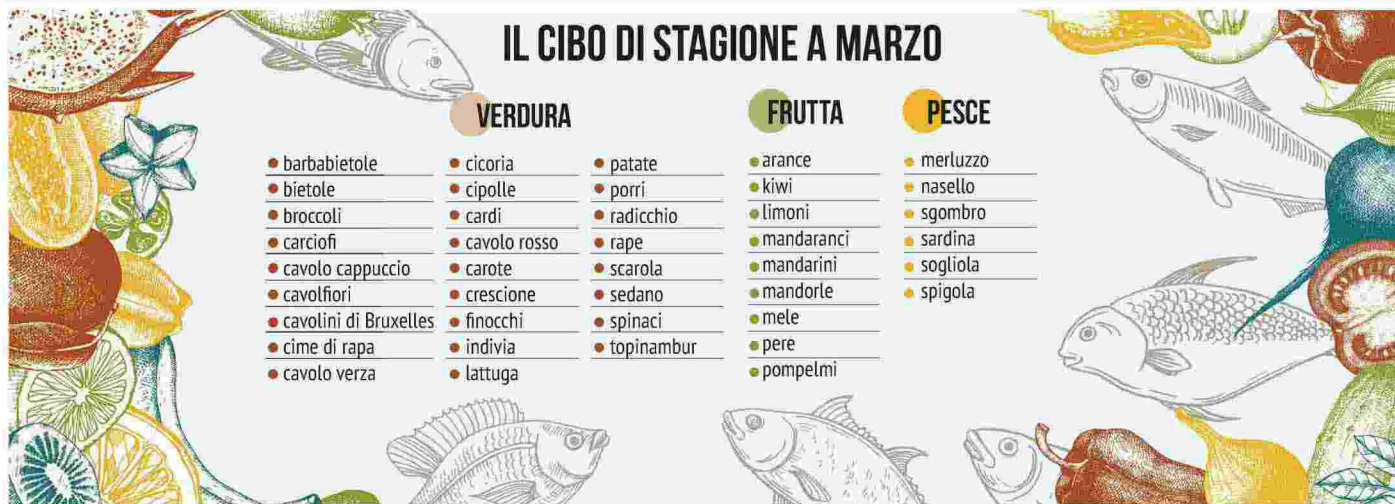 IL CIBO DI STAGIONE A MARZO
VERDURA
barbabietole
bietole
broccoli
carciofi
cavolo cappuccio
cavolfiori
cavolini di Bruxelles
cime di rapa
cavolo verza
cicoria
cipolle
cardi
cavolo rosso
carote
crescione
finocchi
indivia
lattuga
patate
porri
radicchio
rape
scarola
sedano
spinaci
topinambur
FRUTTA
arance
kiwi
limoni
mandaranci
mandarini
mandorle
mele
pere
pompelmi
PESCE
merluzzo
nasello
sgombro
sardina
sogliola
spigola